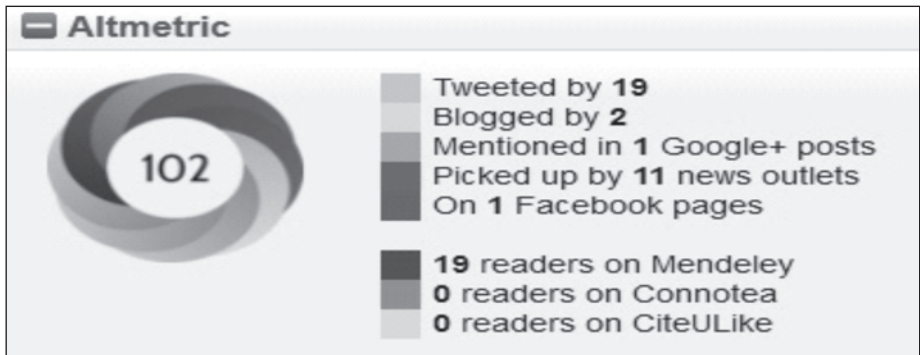 Altmetric
102
Tweeted by 19
Blogged by 2
Mentioned in 1 Google+ posts
Picked up by 11 news outlets
On 1 Facebook pages
19 readers on Mendeley
0 readers on Connotea
0 readers on CiteULike